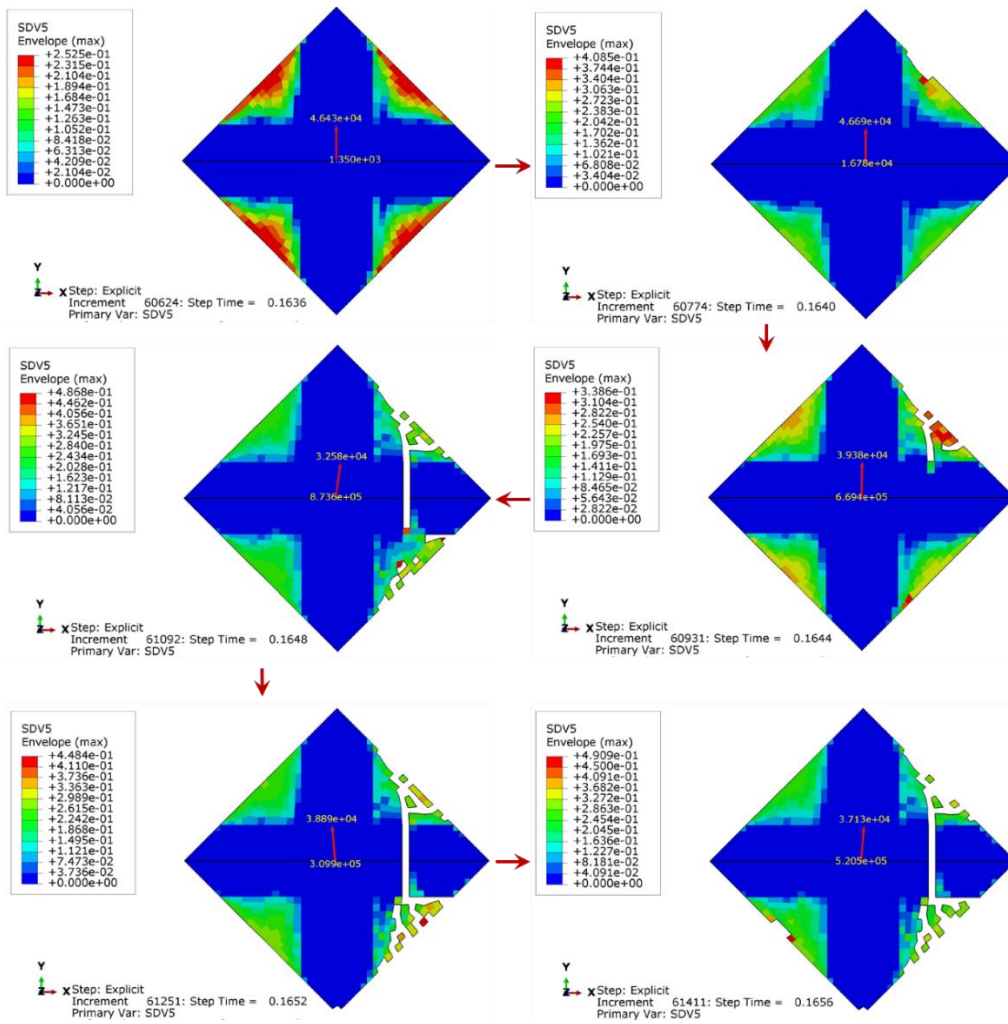 SDV5
Envelope (max)
+2.525e-01
+2.315e-01
+2.104e-01
+1.894e-01
+1.684e-01
+1.473e-01
+1.263e-01
+1.052e-01
+8.418e-02
+6.313e-02
+4.209e-02
+2.104e-02
+0.000e+00
4.643e+04
1.350e+03
Y
Z X Step: Explicit
Increment 60624: Step Time = 0.1636
Primary Var: SDV5
SDV5
Envelope (max)
+4.085e-01
+3.744e-01
+3.404e-01
+3.063e-01
+2.723e-01
+2.383e-01
+2.042e-01
+1.702e-01
+1.362e-01
+1.021e-01
+6.808e-02
+3.404e-02
+0.000e+00
4.669e+04
1.678e+04
Y
Z X Step: Explicit
Increment 60774: Step Time = 0.1640
Primary Var: SDV5
SDV5
Envelope (max)
+4.868e-01
+4.462e-01
+4.056e-01
+3.651e-01
+3.245e-01
+2.840e-01
+2.434e-01
+2.028e-01
+1.623e-01
+1.217e-01
+8.113e-02
+4.056e-02
+0.000e+00
3.258e+04
8.736e+05
Y
Z X Step: Explicit
Increment 61092: Step Time = 0.1648
Primary Var: SDV5
SDV5
Envelope (max)
+3.386e-01
+3.104e-01
+2.822e-01
+2.540e-01
+2.257e-01
+1.975e-01
+1.693e-01
+1.411e-01
+1.129e-01
+8.465e-02
+5.643e-02
+2.822e-02
+0.000e+00
3.938e+04
6.694e+05
Y
Z X Step: Explicit
Increment 60931: Step Time = 0.1644
Primary Var: SDV5
SDV5
Envelope (max)
+4.484e-01
+4.110e-01
+3.736e-01
+3.363e-01
+2.989e-01
+2.615e-01
+2.242e-01
+1.868e-01
+1.495e-01
+1.121e-01
+7.473e-02
+3.736e-02
+0.000e+00
3.889e+04
3.099e+05
Y
Z X Step: Explicit
Increment 61251: Step Time = 0.1652
Primary Var: SDV5
SDV5
Envelope (max)
+4.909e-01
+4.500e-01
+4.091e-01
+3.682e-01
+3.272e-01
+2.863e-01
+2.454e-01
+2.045e-01
+1.636e-01
+1.227e-01
+8.181e-02
+4.091e-02
+0.000e+00
3.713e+04
5.205e+05
Y
Z X Step: Explicit
Increment 61411: Step Time = 0.1656
Primary Var: SDV5